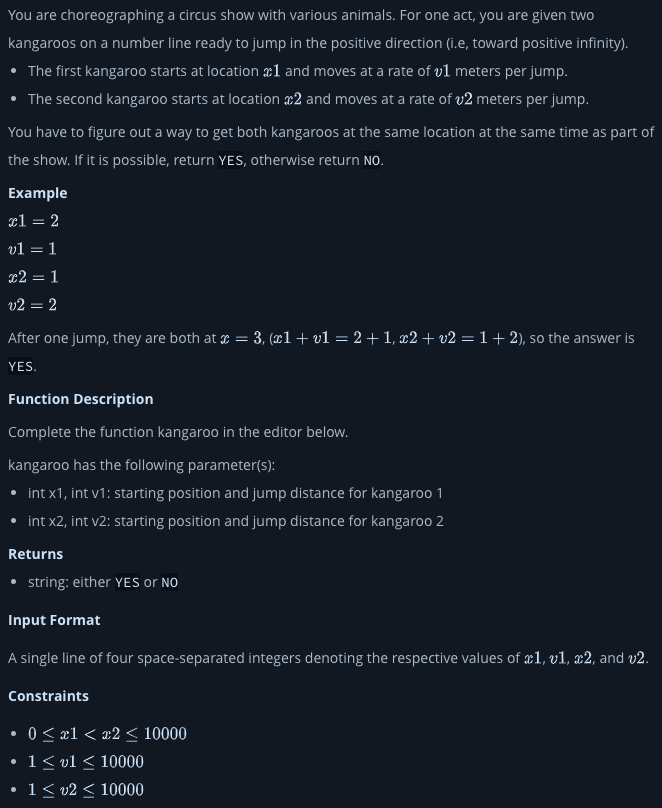 You are choreographing a circus show with various animals. For one act, you are given two
kangaroos on a number line ready to jump in the positive direction (i.e, toward positive infinity).
• The first kangaroo starts at location x1 and moves at a rate of v1 meters per jump.
• The second kangaroo starts at location x2 and moves at a rate of v2 meters per jump.
You have to figure out a way to get both kangaroos at the same location at the same time as part of
the show. If it is possible, return YES, otherwise return NO.
Example
x1 = 2
v1 = 1
x2 = 1
v2 = 2
After one jump, they are both at x = 3, (x1 + v1 = 2 + 1, x2 + v2 = 1 + 2), so the answer is
YES.
Function Description
Complete the function kangaroo in the editor below.
kangaroo has the following parameter(s):
• int x1, int v1: starting position and jump distance for kangaroo 1
• int x2, int v2: starting position and jump distance for kangaroo 2
Returns
• string: either YES or NO
Input Format
A single line of four space-separated integers denoting the respective values of x1, v1, x2, and v2.
Constraints
• 0 ≤ x1 < x2 ≤ 10000
• 1 ≤ v1 ≤ 10000
• 1 ≤ v2 ≤ 10000